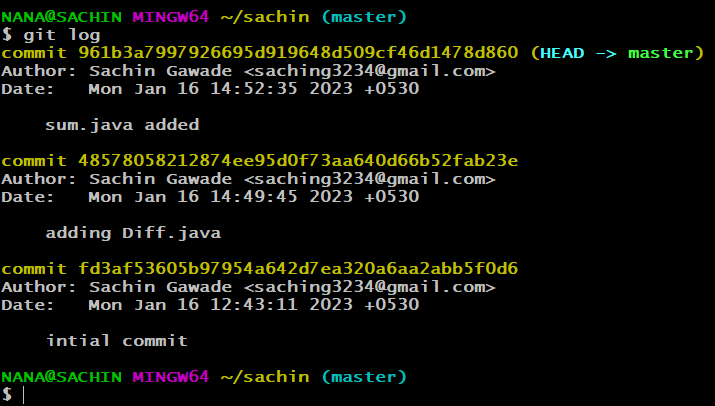 NANA@SACHIN MINGW64 ~/sachin (master)
$ git log
commit 961b3a7997926695d919648d509cf46d1478d860 (HEAD -> master)
Author: Sachin Gawade <saching3234@gmail.com>
Date:   Mon Jan 16 14:52:35 2023 +0530
    sum.java added
commit 48578058212874ee95d0f73aa640d66b52fab23e
Author: Sachin Gawade <saching3234@gmail.com>
Date:   Mon Jan 16 14:49:45 2023 +0530
    adding Diff.java
commit fd3af53605b97954a642d7ea320a6aa2abb5f0d6
Author: Sachin Gawade <saching3234@gmail.com>
Date:   Mon Jan 16 12:43:11 2023 +0530
    intial commit
NANA@SACHIN MINGW64 ~/sachin (master)
$